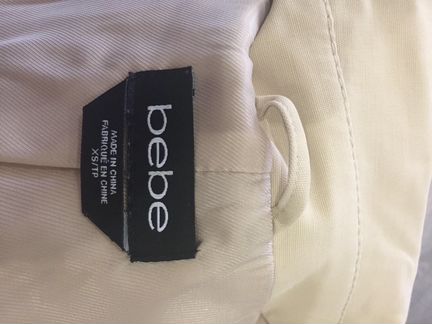 bebe
MADE IN CHINA
FABRIQUÉ EN CHINE
XS/TP